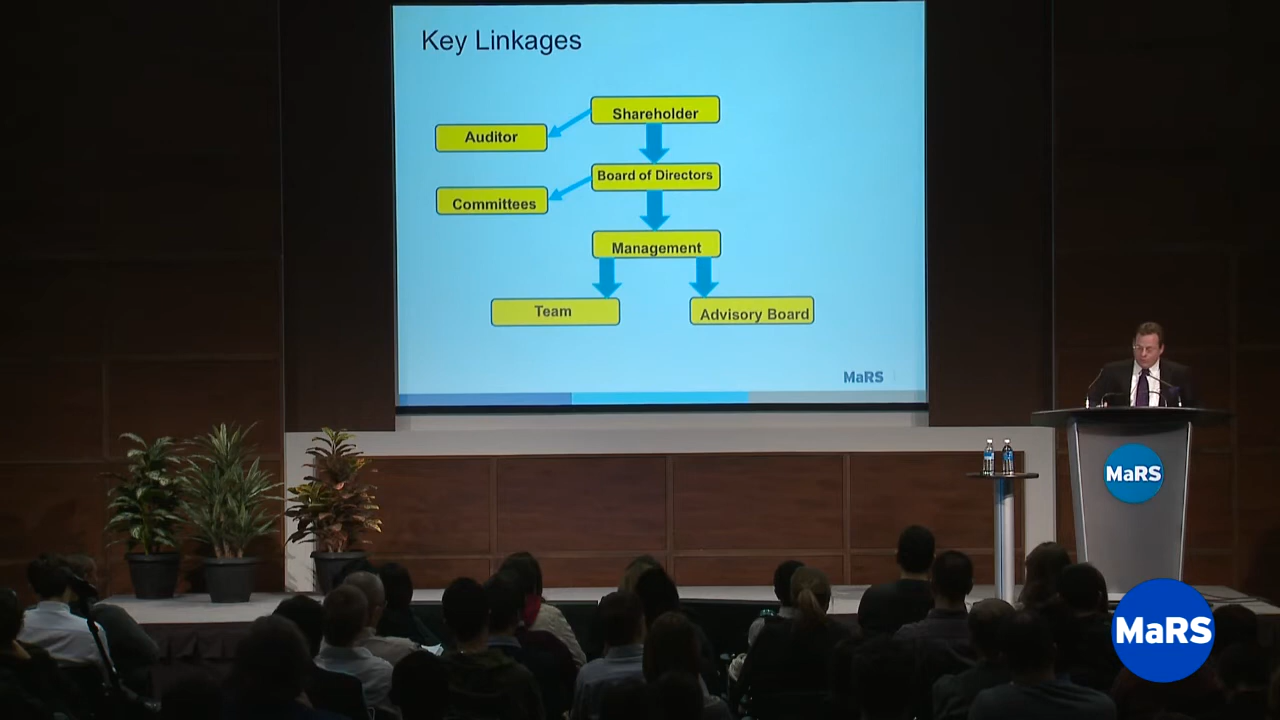 Key Linkages
Shareholder
Auditor
Board of Directors
Committees
Management
Team
Advisory Board
MaRS
MaRS
MaRS